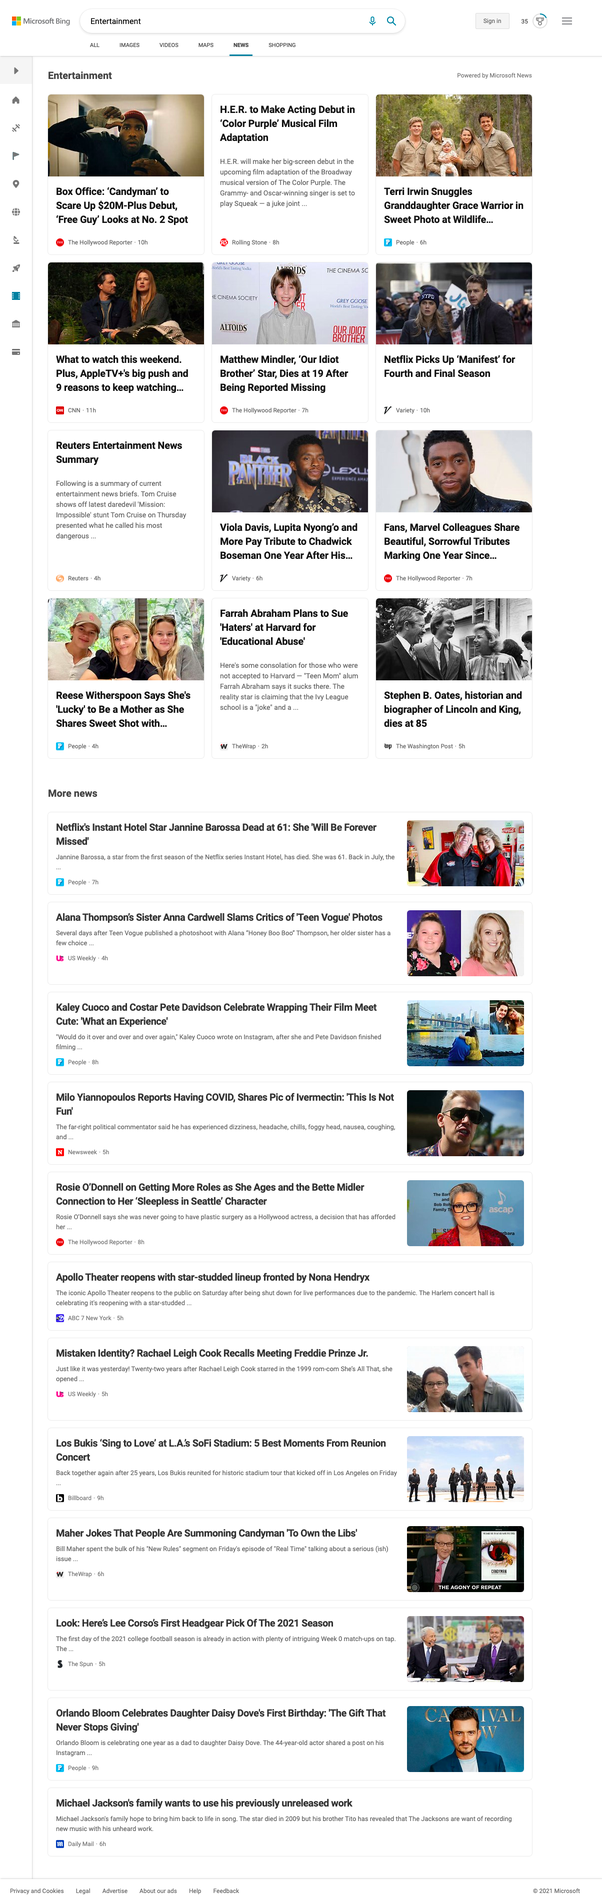 Microsoft Bing
Entertainment
Sign in
35
ALL IMAGES VIDEOS MAPS NEWS SHOPPING
Entertainment
Powered by Microsoft News
Box Office: 'Candyman' to
Scare Up $20M-Plus Debut,
'Free Guy' Looks at No. 2 Spot
The Hollywood Reporter · 10h
H.E.R. to Make Acting Debut in
'Color Purple' Musical Film
Adaptation
H.E.R. will make her big-screen debut in the
upcoming film adaptation of the Broadway
musical version of The Color Purple. The
Grammy- and Oscar-winning singer is set to
play Squeak — a juke joint ...
Rolling Stone · 8h
Terri Irwin Snuggles
Granddaughter Grace Warrior in
Sweet Photo at Wildlife...
People · 6h
What to watch this weekend.
Plus, AppleTV+'s big push and
9 reasons to keep watching...
CNN · 11h
THE CINEMA SOCIETY
ALTOIDS
GREY GOOSE
ALTOIDS
OUR IDIOT
BROTHER
Matthew Mindler, 'Our Idiot
Brother' Star, Dies at 19 After
Being Reported Missing
The Hollywood Reporter · 7h
NYPD
Netflix Picks Up 'Manifest' for
Fourth and Final Season
Variety · 10h
Reuters Entertainment News
Summary
Following is a summary of current
entertainment news briefs. Tom Cruise
shows off latest daredevil 'Mission:
Impossible' stunt Tom Cruise on Thursday
presented what he called his most
dangerous ...
Reuters · 4h
BLACK
PANTHER
LEXUS
Viola Davis, Lupita Nyong'o and
More Pay Tribute to Chadwick
Boseman One Year After His...
Variety · 6h
Fans, Marvel Colleagues Share
Beautiful, Sorrowful Tributes
Marking One Year Since...
The Hollywood Reporter · 7h
Reese Witherspoon Says She's
'Lucky' to Be a Mother as She
Shares Sweet Shot with...
People · 4h
Farrah Abraham Plans to Sue
'Haters' at Harvard for
'Educational Abuse'
Here's some consolation for those who were
not accepted to Harvard — "Teen Mom" alum
Farrah Abraham says it sucks there. The
reality star is claiming that the Ivy League
school is a "joke" and a ...
TheWrap · 2h
Stephen B. Oates, historian and
biographer of Lincoln and King,
dies at 85
The Washington Post · 5h
More news
Netflix's Instant Hotel Star Jannine Barossa Dead at 61: She 'Will Be Forever
Missed'
Jannine Barossa, a star from the first season of the Netflix series Instant Hotel, has died. She was 61. Back in July, the
...
People · 7h
Alana Thompson's Sister Anna Cardwell Slams Critics of 'Teen Vogue' Photos
Several days after Teen Vogue published a photoshoot with Alana "Honey Boo Boo" Thompson, her older sister has a
few choice ...
US Weekly · 4h
Kaley Cuoco and Costar Pete Davidson Celebrate Wrapping Their Film Meet
Cute: 'What an Experience'
"Would do it over and over and over again," Kaley Cuoco wrote on Instagram, after she and Pete Davidson finished
filming ...
People · 8h
Milo Yiannopoulos Reports Having COVID, Shares Pic of Ivermectin: 'This Is Not
Fun'
The far-right political commentator said he has experienced dizziness, headache, chills, foggy head, nausea, coughing,
and ...
Newsweek · 5h
Rosie O'Donnell on Getting More Roles as She Ages and the Bette Midler
Connection to Her 'Sleepless in Seattle' Character
Rosie O'Donnell says she was never going to have plastic surgery as a Hollywood actress, a decision that has afforded
her ...
The Hollywood Reporter · 8h
ascap
Apollo Theater reopens with star-studded lineup fronted by Nona Hendryx
The iconic Apollo Theater reopens to the public on Saturday after being shut down for live performances due to the pandemic. The Harlem concert hall is
celebrating it's reopening with a star-studded ...
ABC 7 New York · 5h
Mistaken Identity? Rachael Leigh Cook Recalls Meeting Freddie Prinze Jr.
Just like it was yesterday! Twenty-two years after Rachael Leigh Cook starred in the 1999 rom-com She's All That, she
opened ...
US Weekly · 5h
Los Bukis 'Sing to Love' at L.A.'s SoFi Stadium: 5 Best Moments From Reunion
Concert
Back together again after 25 years, Los Bukis reunited for historic stadium tour that kicked off in Los Angeles on Friday
...
Billboard · 9h
Maher Jokes That People Are Summoning Candyman 'To Own the Libs'
Bill Maher spent the bulk of his "New Rules" segment on Friday's episode of "Real Time" talking about a serious (ish)
issue ...
TheWrap · 6h
CANDYMAN
THE AGONY OF REPEAT
Look: Here's Lee Corso's First Headgear Pick Of The 2021 Season
The first day of the 2021 college football season is already in action with plenty of intriguing Week 0 match-ups on tap.
The ...
The Spun · 5h
Orlando Bloom Celebrates Daughter Daisy Dove's First Birthday: 'The Gift That
Never Stops Giving'
Orlando Bloom is celebrating one year as a dad to daughter Daisy Dove. The 44-year-old actor shared a post on his
Instagram ...
People · 9h
Michael Jackson's family wants to use his previously unreleased work
Michael Jackson's family hope to bring him back to life in song. The star died in 2009 but his brother Tito has revealed that The Jacksons are want of recording
new music with his unheard work.
Daily Mail · 6h
Privacy and Cookies Legal Advertise About our ads Help Feedback
© 2021 Microsoft